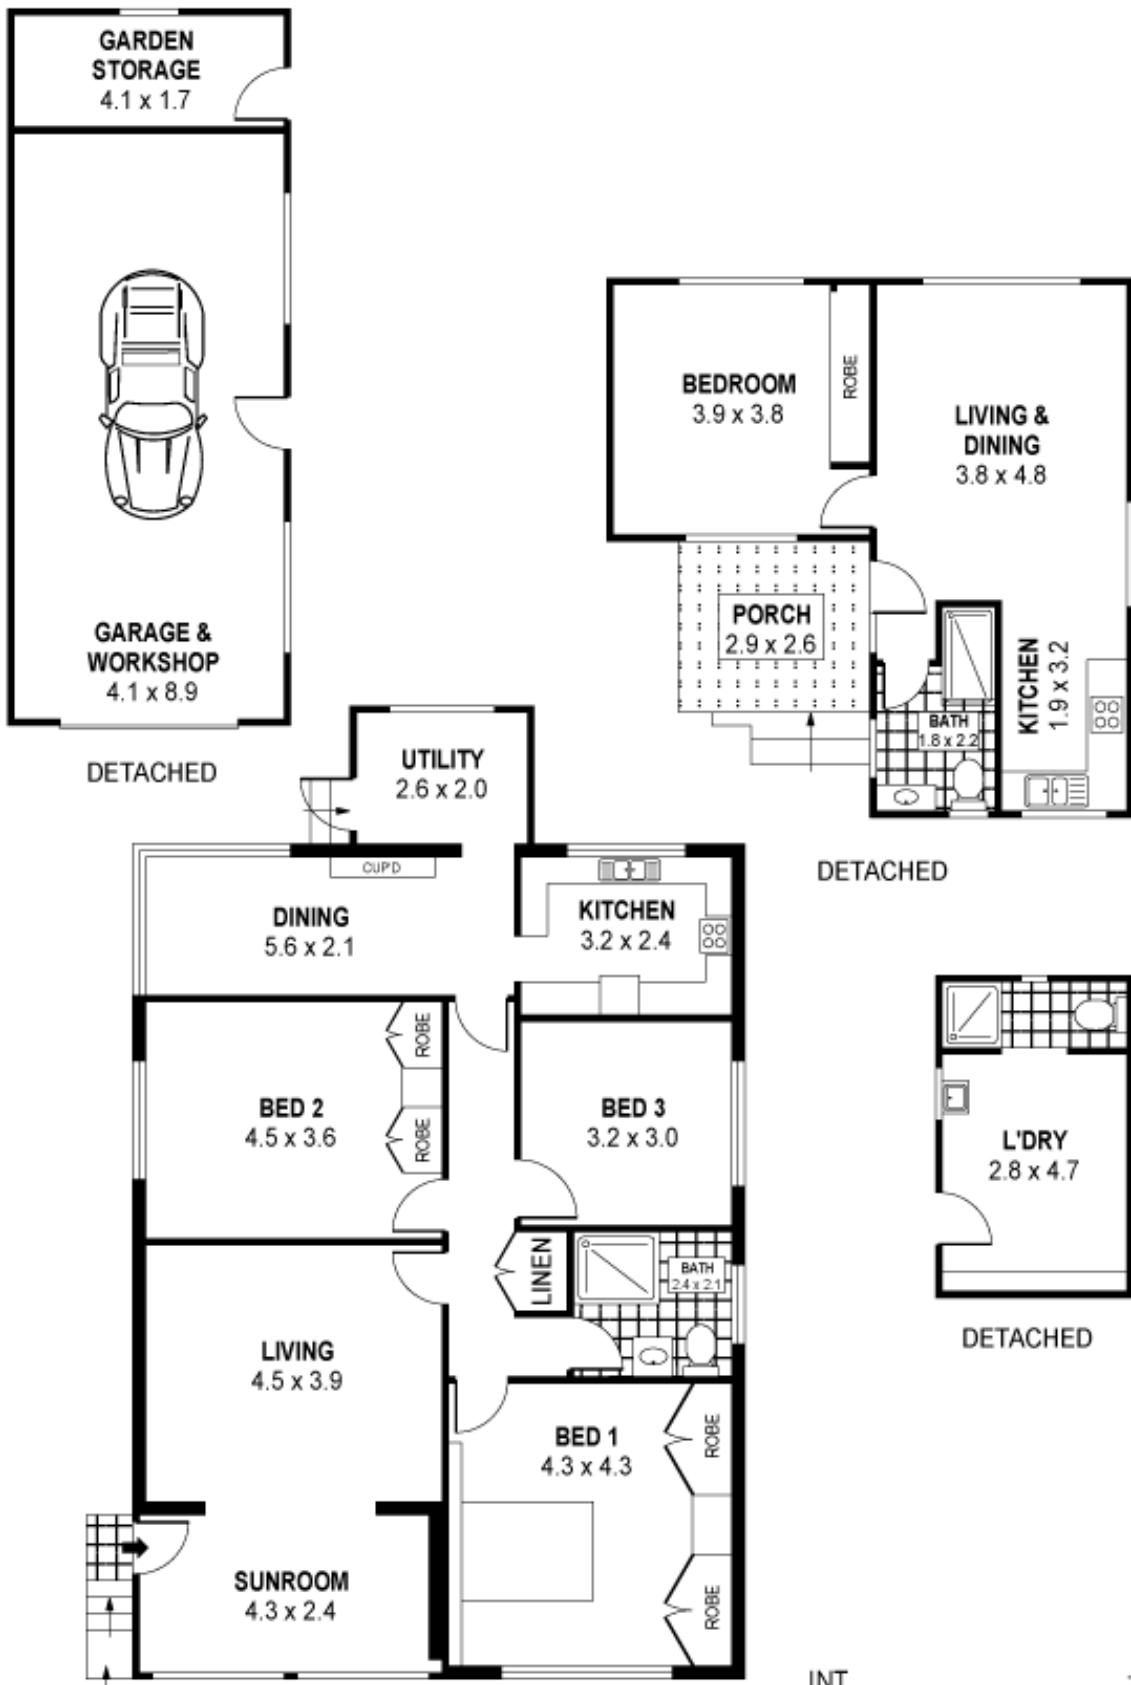 GARDEN
STORAGE
4.1 x 1.7
GARAGE &
WORKSHOP
4.1 x 8.9
DETACHED
BEDROOM
3.9 x 3.8
ROBE
LIVING &
DINING
3.8 x 4.8
PORCH
2.9 x 2.6
KITCHEN
1.9 x 3.2
BATH
1.8 x 2.2
DETACHED
UTILITY
2.6 x 2.0
CUP'D
DINING
5.6 x 2.1
KITCHEN
3.2 x 2.4
BED 2
4.5 x 3.6
ROBE
ROBE
BED 3
3.2 x 3.0
L'DRY
2.8 x 4.7
DETACHED
LINEN
BATH
2.4 x 2.1
LIVING
4.5 x 3.9
BED 1
4.3 x 4.3
ROBE
ROBE
SUNROOM
4.3 x 2.4
INT